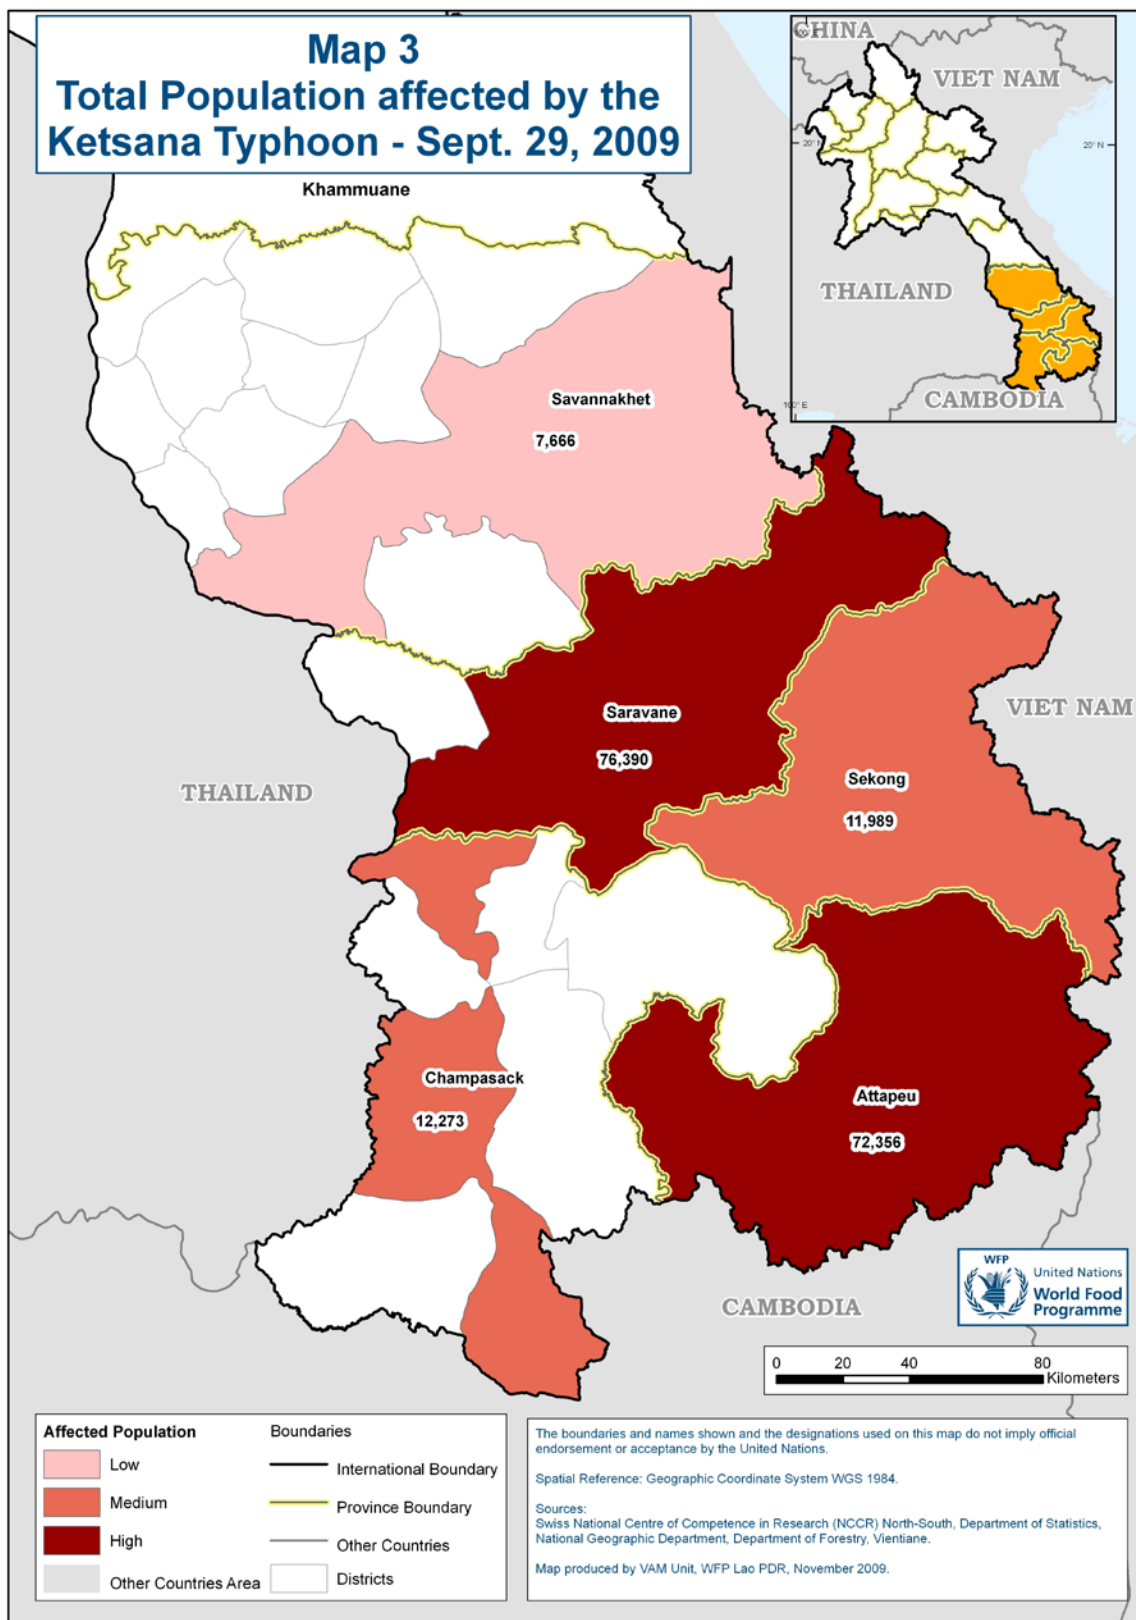 Map 3
Total Population affected by the
Ketsana Typhoon - Sept. 29, 2009
CHINA
VIET NAM
20° N
20° N
THAILAND
100° E
CAMBODIA
Khammuane
Savannakhet
7,666
Saravane
76,390
VIET NAM
THAILAND
Sekong
11,989
Champasack
12,273
Attapeu
72,356
CAMBODIA
WFP
United Nations
World Food
Programme
0 20 40 80
Kilometers
Affected Population
Low
Medium
High
Other Countries Area
Boundaries
International Boundary
Province Boundary
Other Countries
Districts
The boundaries and names shown and the designations used on this map do not imply official
endorsement or acceptance by the United Nations.
Spatial Reference: Geographic Coordinate System WGS 1984.
Sources:
Swiss National Centre of Competence in Research (NCCR) North-South, Department of Statistics,
National Geographic Department, Department of Forestry, Vientiane.
Map produced by VAM Unit, WFP Lao PDR, November 2009.